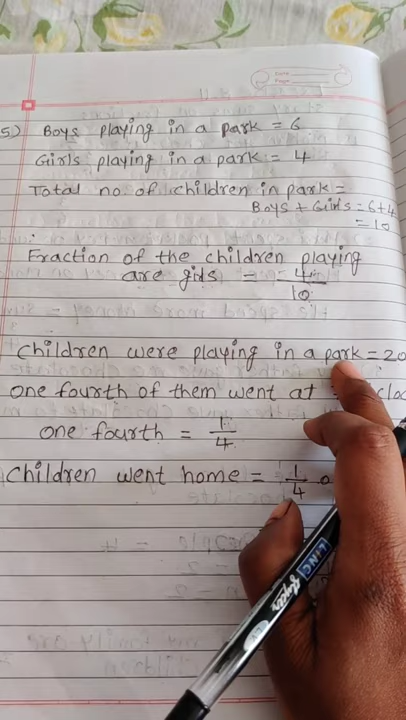 5) Boys playing in a park = 6
Girls playing in a park = 4
Total no. of children in park =
Boys + Girls = 6+4
= 10
Fraction of the children playing
are girls = 4/10
Children were playing in a park = 20
One fourth of them went at
one fourth = 1/4
Children went home = 1/4
LINC